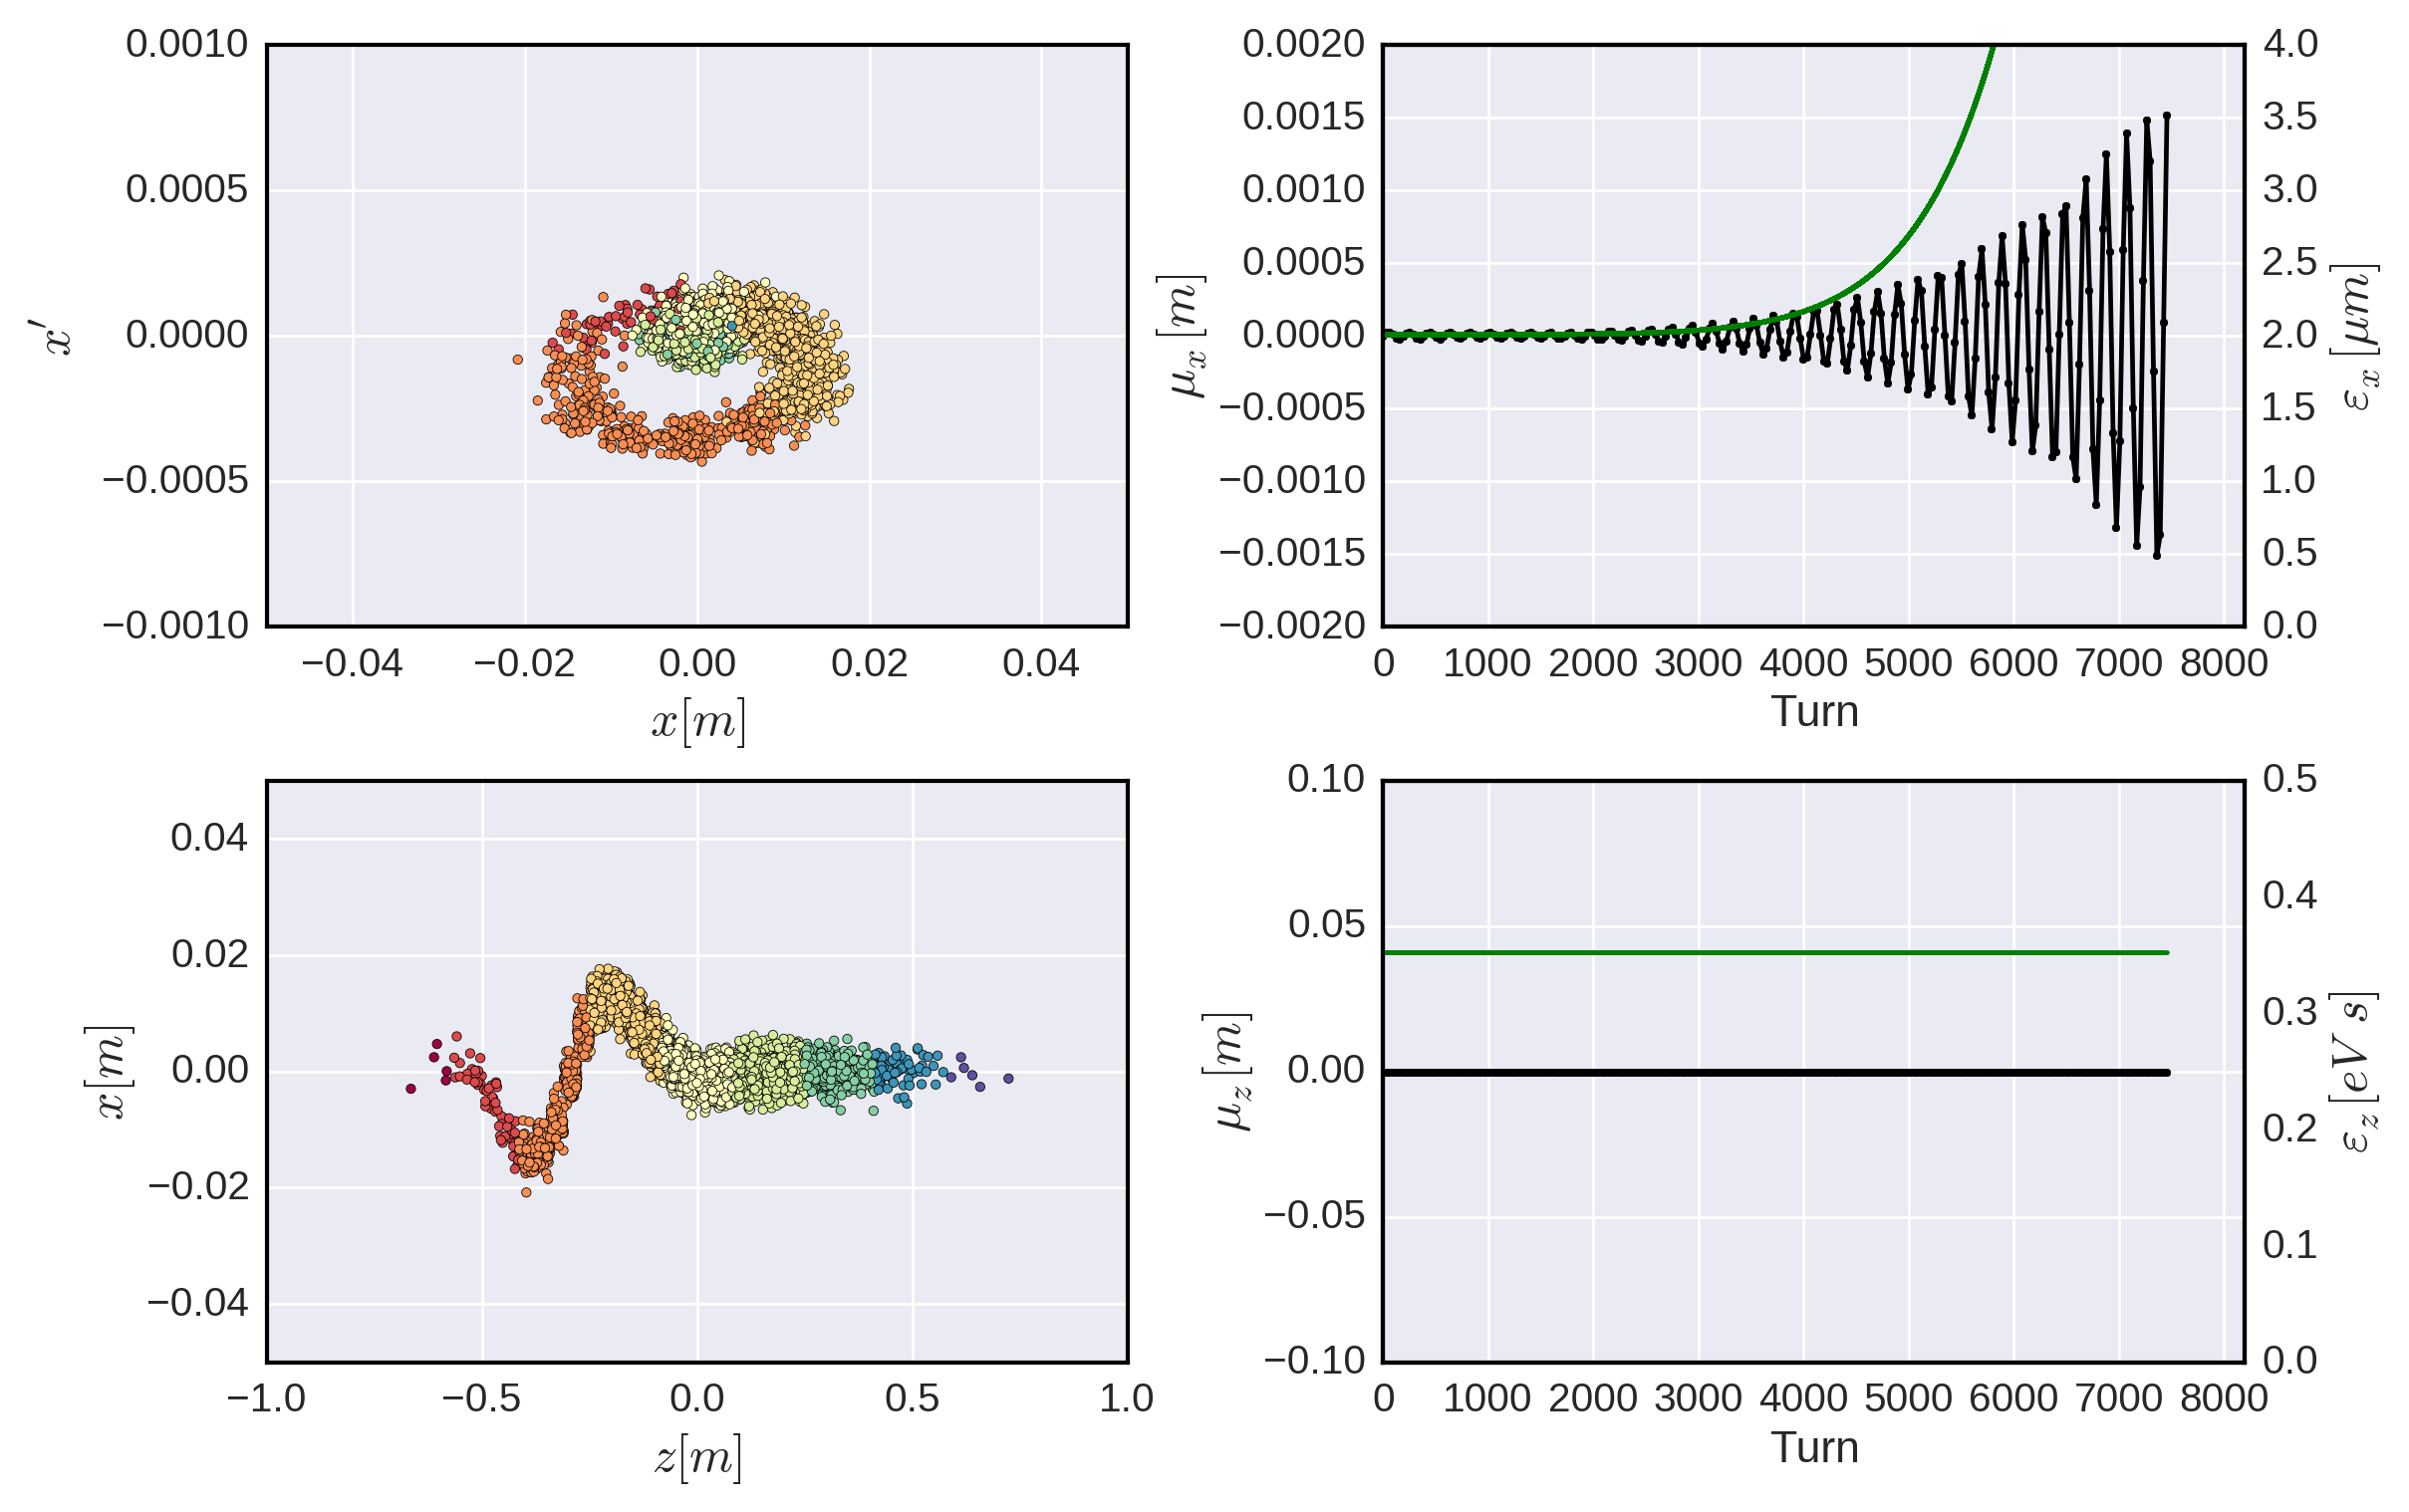 0.0010
0.0005
0.0000
−0.0005
−0.0010
x′
−0.04 −0.02 0.00 0.02 0.04
x[m]
0.0020
0.0015
0.0010
0.0005
0.0000
−0.0005
−0.0010
−0.0015
−0.0020
μx [m]
4.0
3.5
3.0
2.5
2.0
1.5
1.0
0.5
0.0
εx [μm]
0 1000 2000 3000 4000 5000 6000 7000 8000
Turn
0.04
0.02
0.00
−0.02
−0.04
x [m]
−1.0 −0.5 0.0 0.5 1.0
z[m]
0.10
0.05
0.00
−0.05
−0.10
μz [m]
0.5
0.4
0.3
0.2
0.1
0.0
εz [eV s]
0 1000 2000 3000 4000 5000 6000 7000 8000
Turn